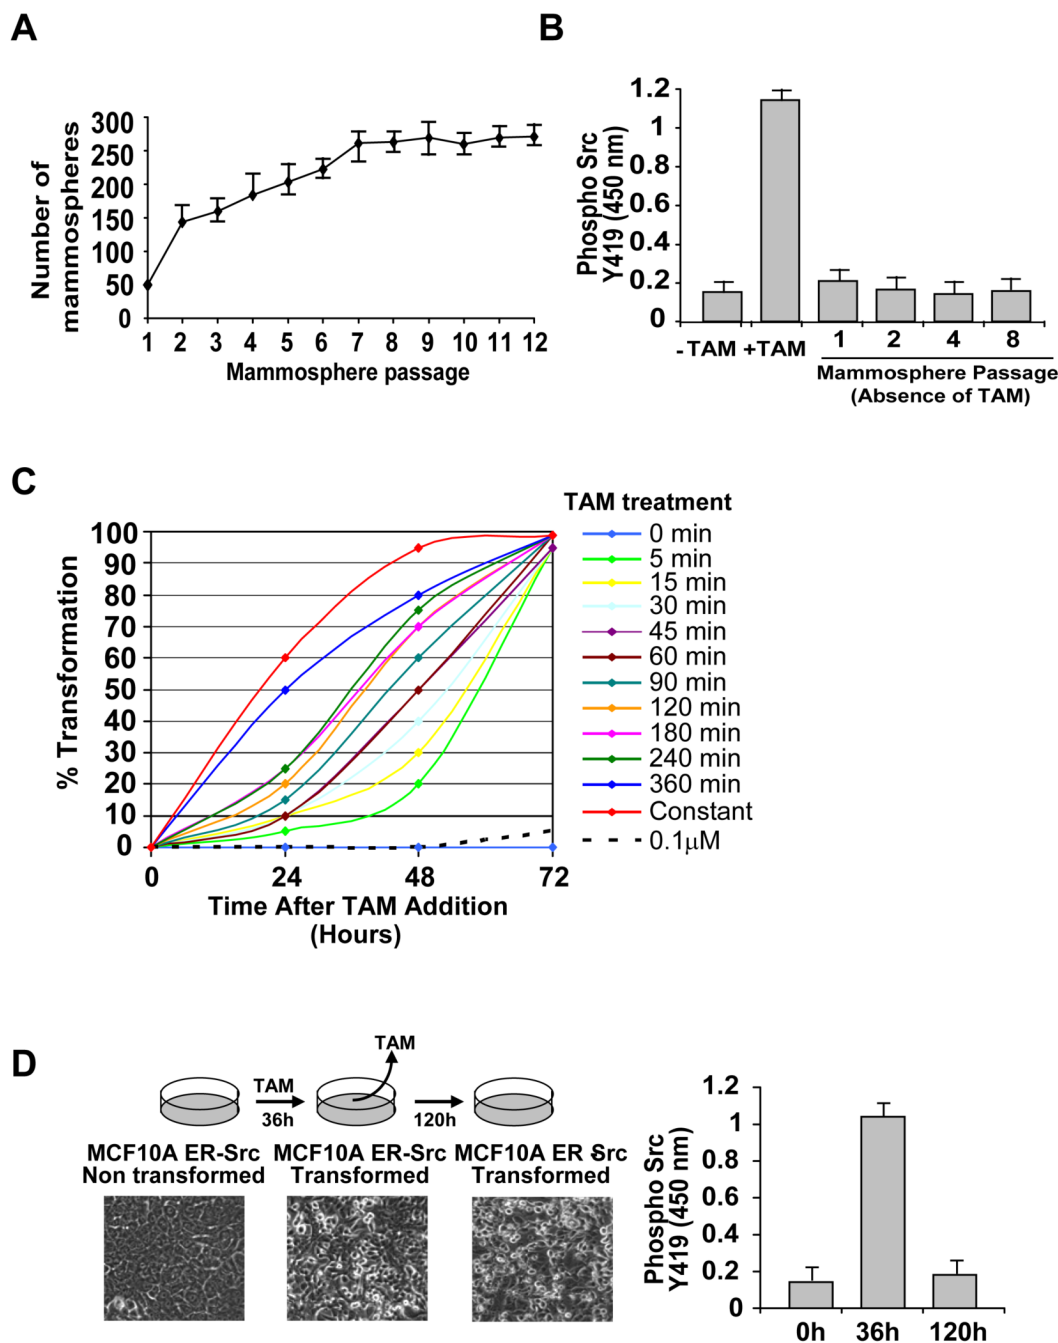 A
Number of
mammospheres
300
250
200
150
100
50
0
1 2 3 4 5 6 7 8 9 10 11 12
Mammosphere passage
B
Phospho Src
Y419 (450 nm)
1.2
1
0.8
0.6
0.4
0.2
0
- TAM +TAM 1 2 4 8
Mammosphere Passage
(Absence of TAM)
C
% Transformation
100
90
80
70
60
50
40
30
20
10
0
0 24 48 72
Time After TAM Addition
(Hours)
TAM treatment
0 min
5 min
15 min
30 min
45 min
60 min
90 min
120 min
180 min
240 min
360 min
Constant
0.1μM
D
TAM
TAM
36h
120h
MCF10A ER-Src
Non transformed
MCF10A ER-Src
Transformed
MCF10A ER-Src
Transformed
Phospho Src
Y419 (450 nm)
1.2
1
0.8
0.6
0.4
0.2
0
0h 36h 120h